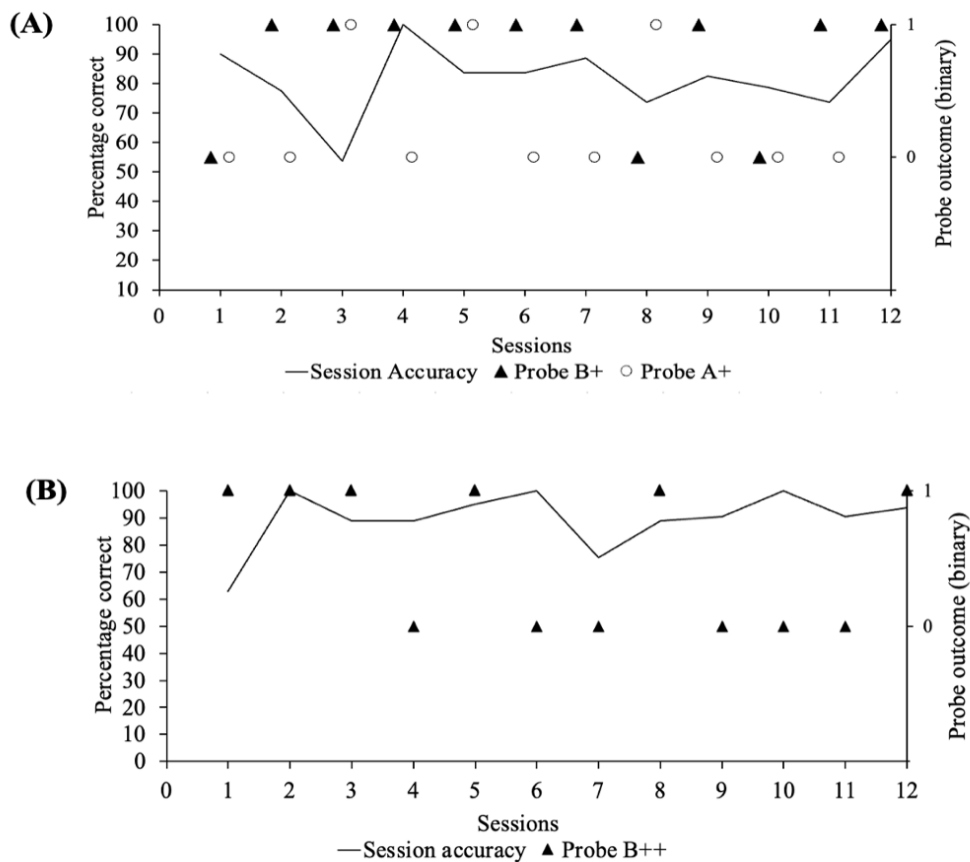 (A)
Percentage correct
100
90
80
70
60
50
40
30
20
10
1
0
Probe outcome (binary)
0 1 2 3 4 5 6 7 8 9 10 11 12
Sessions
Session Accuracy Probe B+ Probe A+
(B)
Percentage correct
100
90
80
70
60
50
40
30
20
10
0
1
0
Probe outcome (binary)
0 1 2 3 4 5 6 7 8 9 10 11 12
Sessions
Session accuracy Probe B++